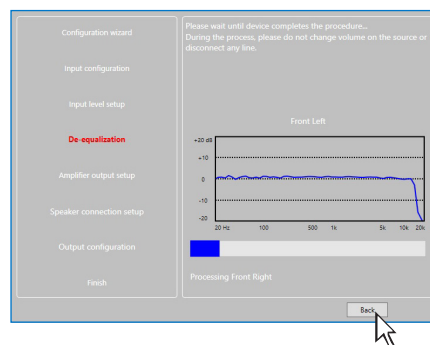 Configuration wizard
Input configuration
Input level setup
De-equalization
Amplifier output setup
Speaker connection setup
Output configuration
Finish
Please wait until device completes the procedure...
During the process, please do not change volume on the source or
disconnect any line.
Front Left
+20 dB
+10
0
-10
-20
20 Hz 100 500 1k 5k 10k 20k
Processing Front Right
Back